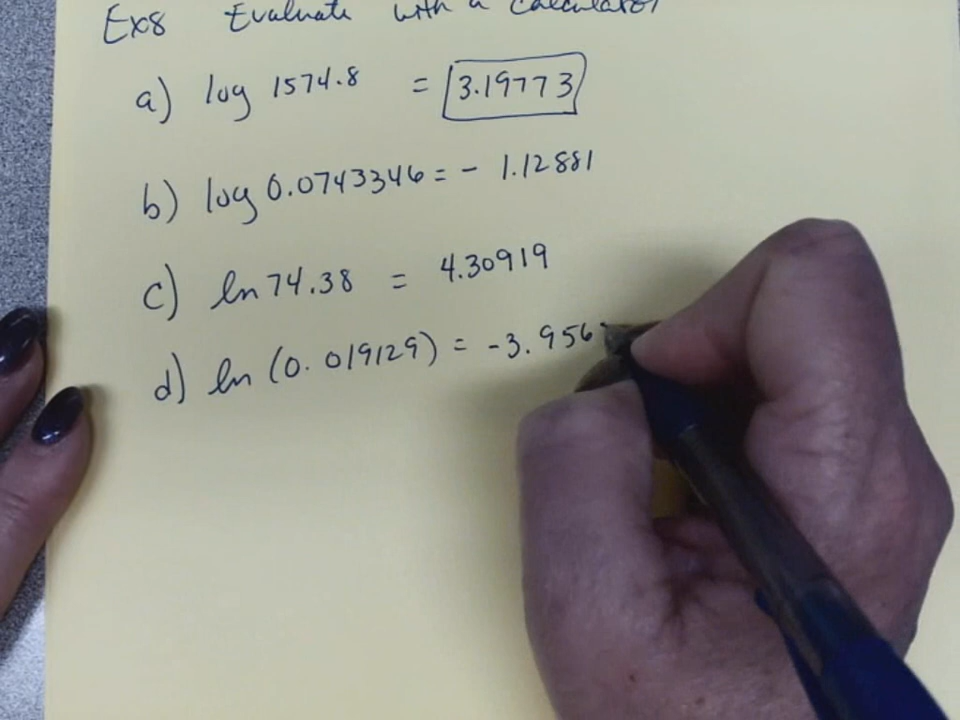 Ex8 Evaluate with a calculator
a) log 1574.8 = 3.19773
b) log 0.0743346 = - 1.12881
c) ln 74.38 = 4.30919
d) ln (0.019129) = -3.956